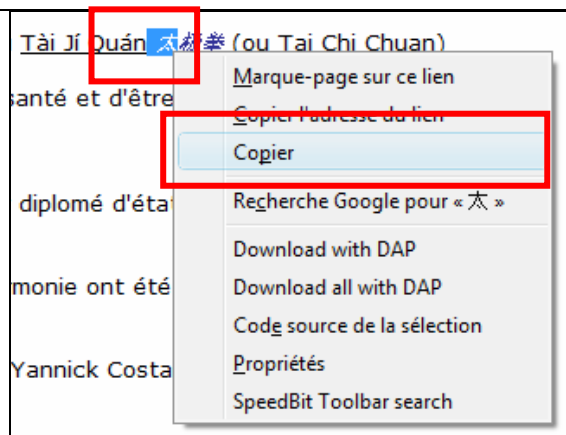 Tài Jí Quán 太極拳 (ou Tai Chi Chuan)
Marque-page sur ce lien
santé et d'être
Copier l'adresse du lien
Copier
diplomé d'éta
Recherche Google pour « 太 »
Download with DAP
monie ont été
Download all with DAP
Code source de la sélection
Yannick Costa
Propriétés
SpeedBit Toolbar search